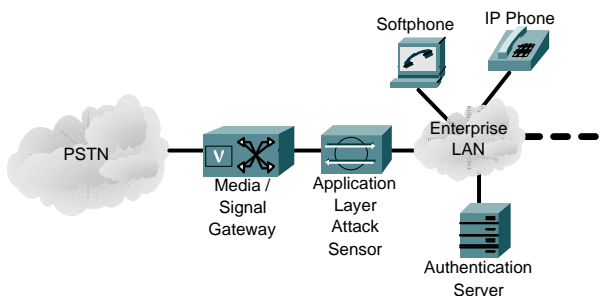 Softphone
IP Phone
PSTN
V
Enterprise
LAN
Media /
Signal
Gateway
Application
Layer
Attack
Sensor
Authentication
Server